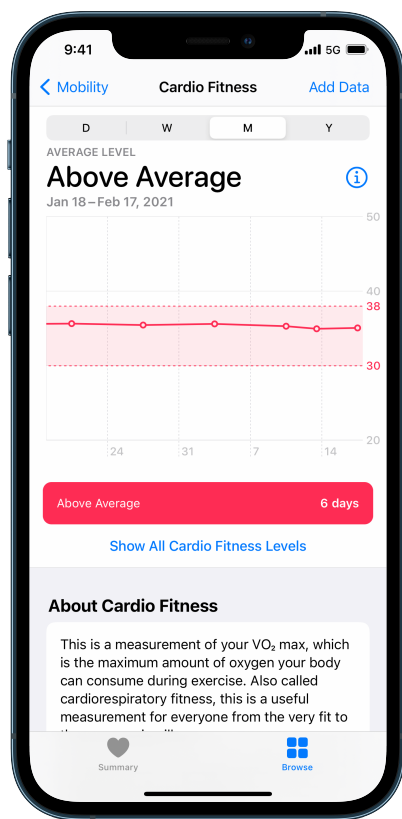 9:41 5G
Mobility Cardio Fitness Add Data
D W M Y
AVERAGE LEVEL
Above Average
Jan 18–Feb 17, 2021
50
40
38
30
20
24 31 7 14
Above Average 6 days
Show All Cardio Fitness Levels
About Cardio Fitness
This is a measurement of your VO₂ max, which
is the maximum amount of oxygen your body
can consume during exercise. Also called
cardiorespiratory fitness, this is a useful
measurement for everyone from the very fit to
Summary Browse